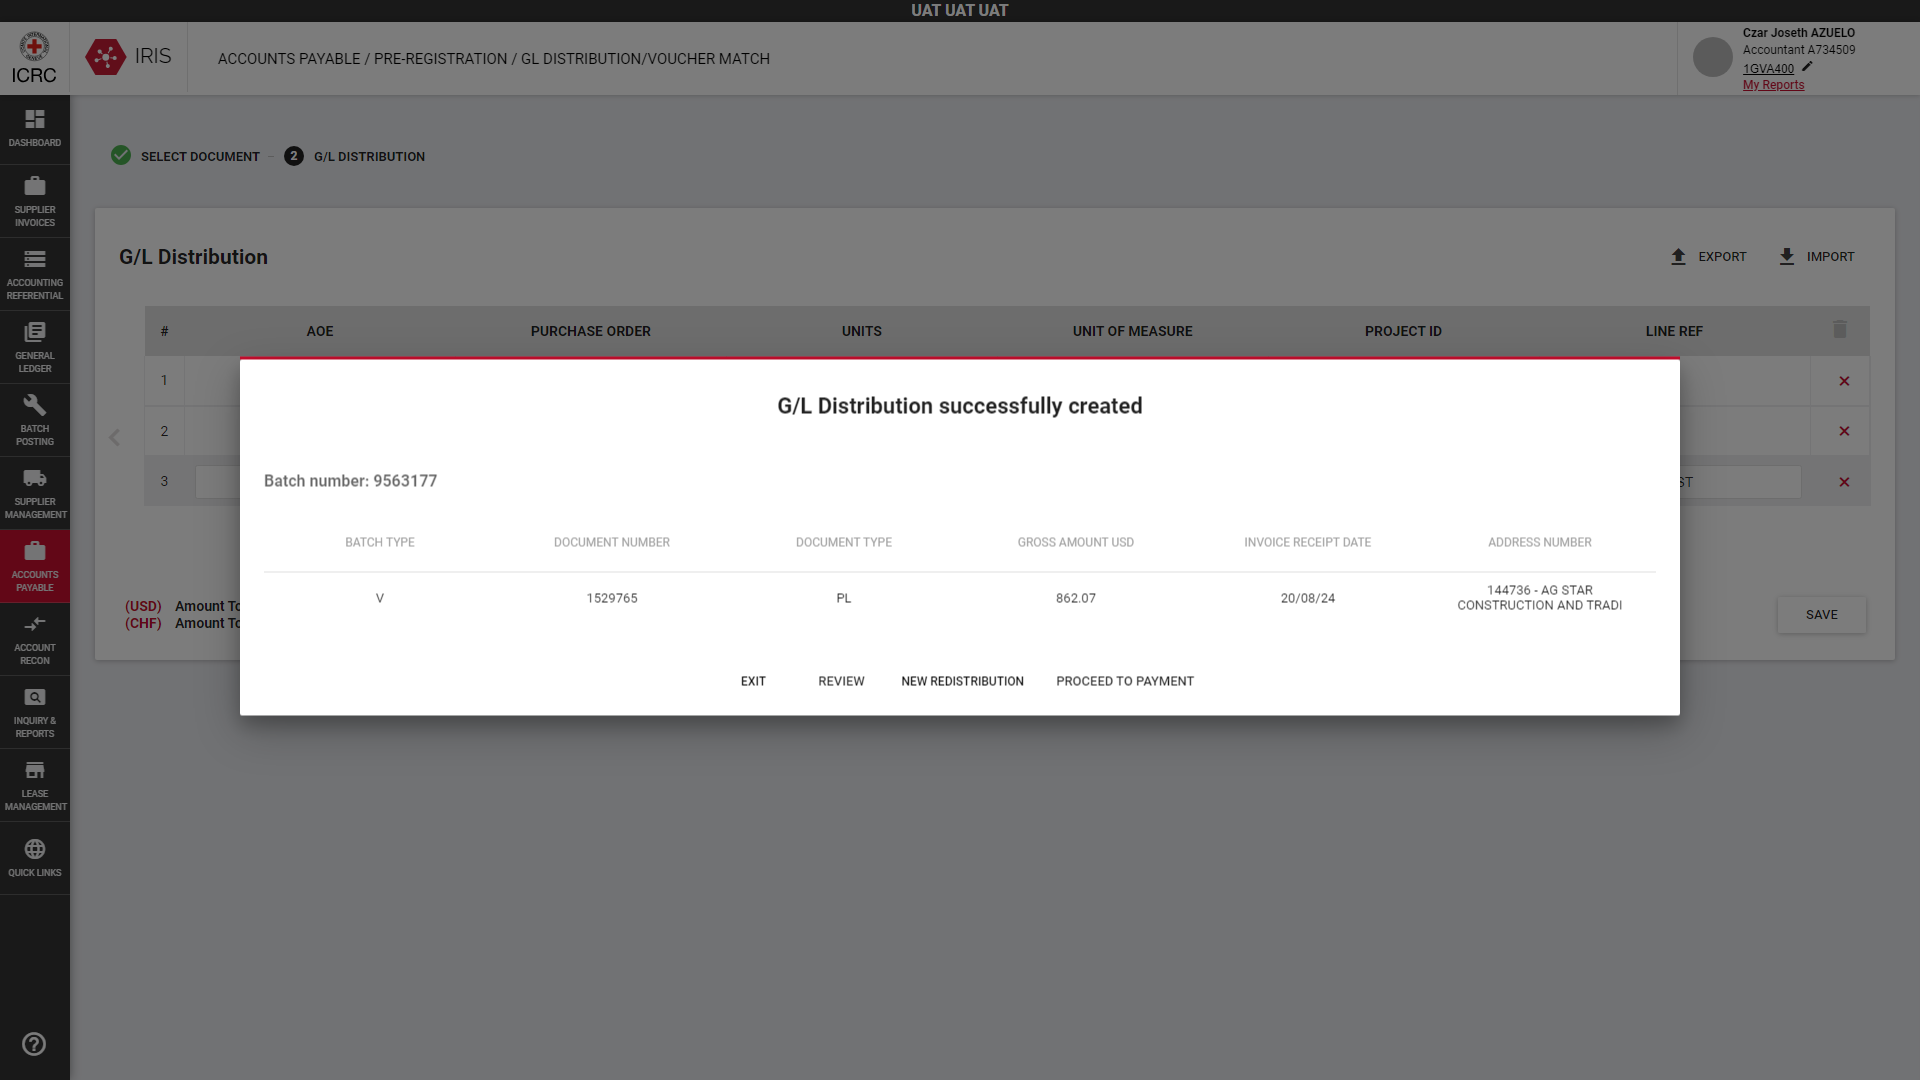 UAT UAT UAT
ICRC
IRIS
ACCOUNTS PAYABLE / PRE-REGISTRATION / GL DISTRIBUTION/VOUCHER MATCH
Czar Joseth AZUELO
Accountant A734509
1GVA400
My Reports
DASHBOARD
SUPPLIER
INVOICES
ACCOUNTING
REFERENTIAL
GENERAL
LEDGER
BATCH
POSTING
SUPPLIER
MANAGEMENT
ACCOUNTS
PAYABLE
ACCOUNT
RECON
INQUIRY &
REPORTS
LEASE
MANAGEMENT
QUICK LINKS
SELECT DOCUMENT
2 G/L DISTRIBUTION
G/L Distribution
EXPORT IMPORT
# AOE PURCHASE ORDER UNITS UNIT OF MEASURE PROJECT ID LINE REF
1
2
3
(USD) Amount
(CHF) Amount
SAVE
G/L Distribution successfully created
Batch number: 9563177
BATCH TYPE DOCUMENT NUMBER DOCUMENT TYPE GROSS AMOUNT USD INVOICE RECEIPT DATE ADDRESS NUMBER
V 1529765 PL 862.07 20/08/24 144736 - AG STAR
CONSTRUCTION AND TRADI
EXIT REVIEW NEW REDISTRIBUTION PROCEED TO PAYMENT